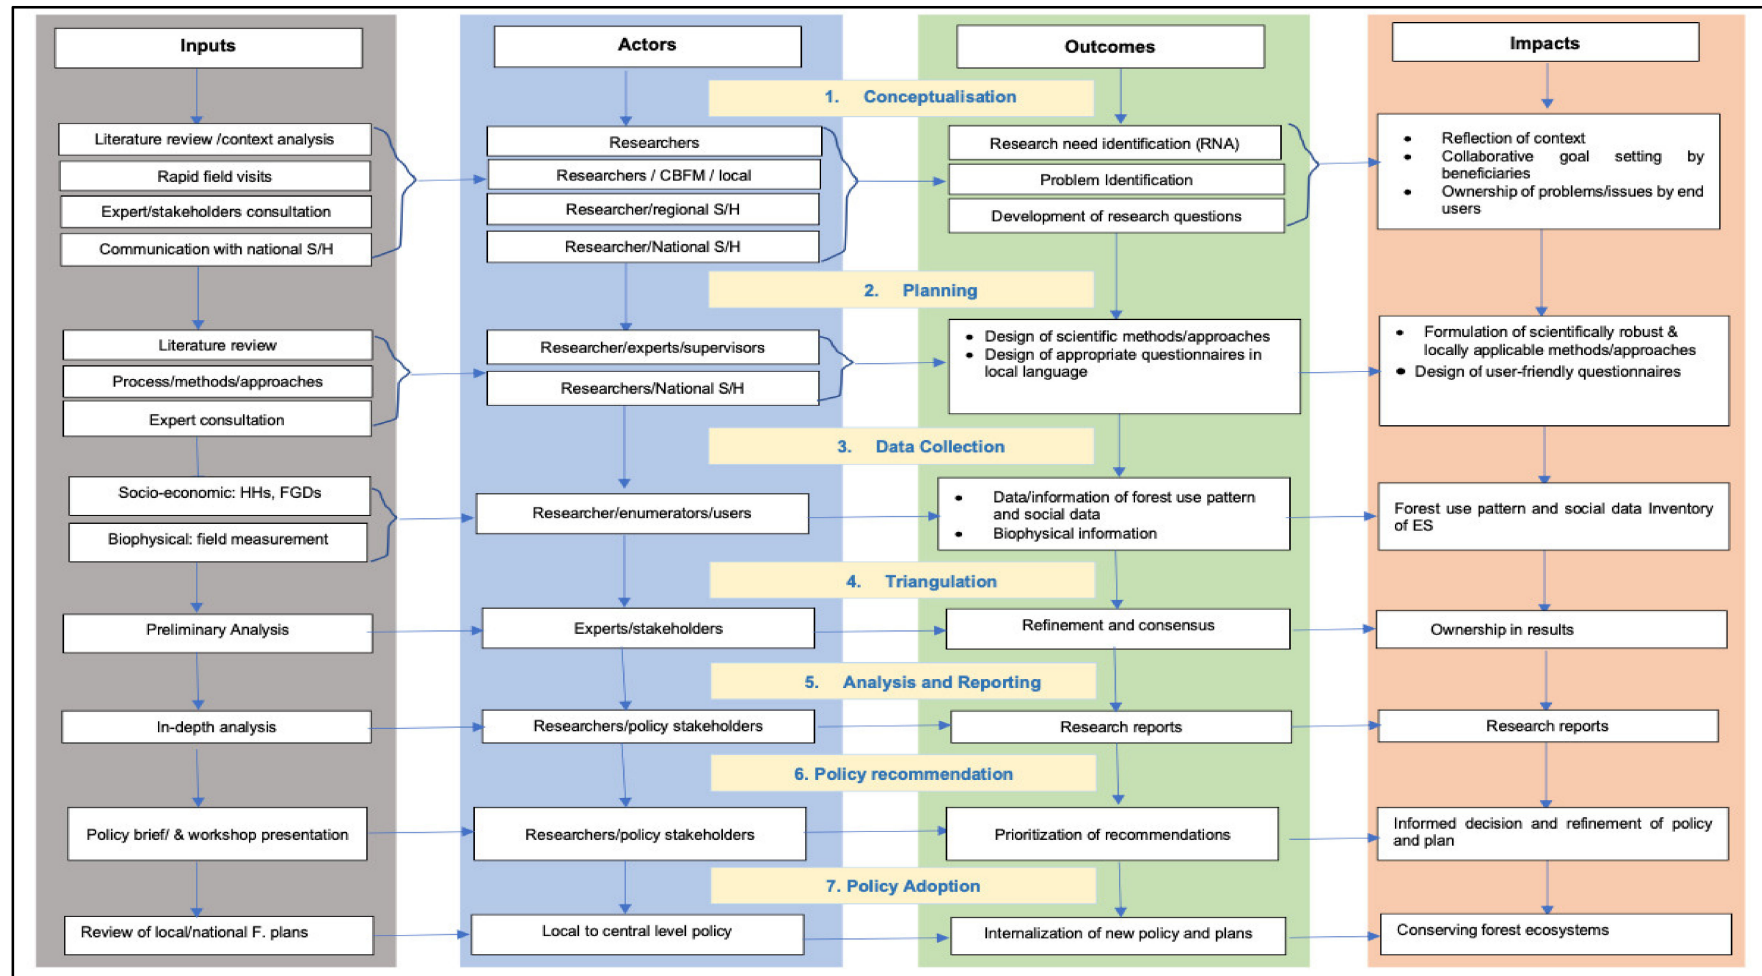 Inputs
Actors
Outcomes
Impacts
1. Conceptualisation
Literature review /context analysis
Rapid field visits
Expert/stakeholders consultation
Communication with national S/H
Researchers
Researchers / CBFM / local
Researcher/regional S/H
Researcher/National S/H
Research need identification (RNA)
Problem Identification
Development of research questions
• Reflection of context
• Collaborative goal setting by
beneficiaries
• Ownership of problems/issues by end
users
2. Planning
Literature review
Process/methods/approaches
Expert consultation
Researcher/experts/supervisors
Researchers/National S/H
• Design of scientific methods/approaches
• Design of appropriate questionnaires in
local language
• Formulation of scientifically robust &
locally applicable methods/approaches
• Design of user-friendly questionnaires
3. Data Collection
Socio-economic: HHs, FGDs
Biophysical: field measurement
Researcher/enumerators/users
• Data/information of forest use pattern
and social data
• Biophysical information
Forest use pattern and social data Inventory
of ES
4. Triangulation
Preliminary Analysis
Experts/stakeholders
Refinement and consensus
Ownership in results
5. Analysis and Reporting
In-depth analysis
Researchers/policy stakeholders
Research reports
Research reports
6. Policy recommendation
Policy brief/ & workshop presentation
Researchers/policy stakeholders
Prioritization of recommendations
Informed decision and refinement of policy
and plan
7. Policy Adoption
Review of local/national F. plans
Local to central level policy
Internalization of new policy and plans
Conserving forest ecosystems